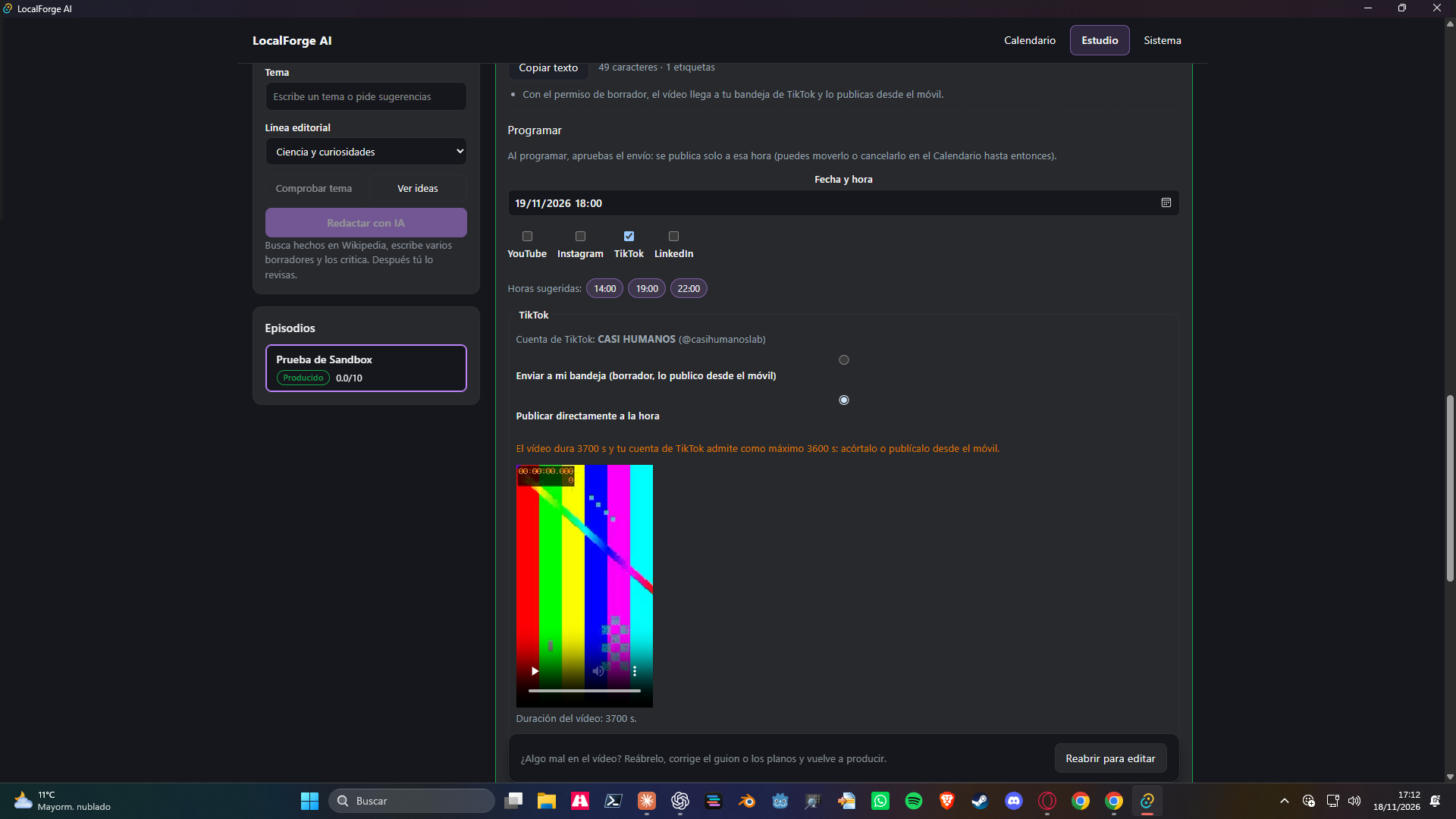 LocalForge AI
LocalForge AI
Calendario
Estudio
Sistema
Tema
Escribe un tema o pide sugerencias
Línea editorial
Ciencia y curiosidades
Comprobar tema
Ver ideas
Redactar con IA
Busca hechos en Wikipedia, escribe varios
borradores y los critica. Después tú lo
revisas.
Episodios
Prueba de Sandbox
Producido
0.0/10
Copiar texto
49 caracteres · 1 etiquetas
Con el permiso de borrador, el vídeo llega a tu bandeja de TikTok y lo publicas desde el móvil.
Programar
Al programar, apruebas el envío: se publica solo a esa hora (puedes moverlo o cancelarlo en el Calendario hasta entonces).
Fecha y hora
19/11/2026 18:00
YouTube
Instagram
TikTok
LinkedIn
Horas sugeridas:
14:00
19:00
22:00
TikTok
Cuenta de TikTok: CASI HUMANOS (@casihumanoslab)
Enviar a mi bandeja (borrador, lo publico desde el móvil)
Publicar directamente a la hora
El vídeo dura 3700 s y tu cuenta de TikTok admite como máximo 3600 s: acórtalo o publícalo desde el móvil.
00:00:00.000
0
Duración del vídeo: 3700 s.
¿Algo mal en el vídeo? Reábrelo, corrige el guion o los planos y vuelve a producir.
Reabrir para editar
11°C
Mayorm. nublado
Buscar
17:12
18/11/2026